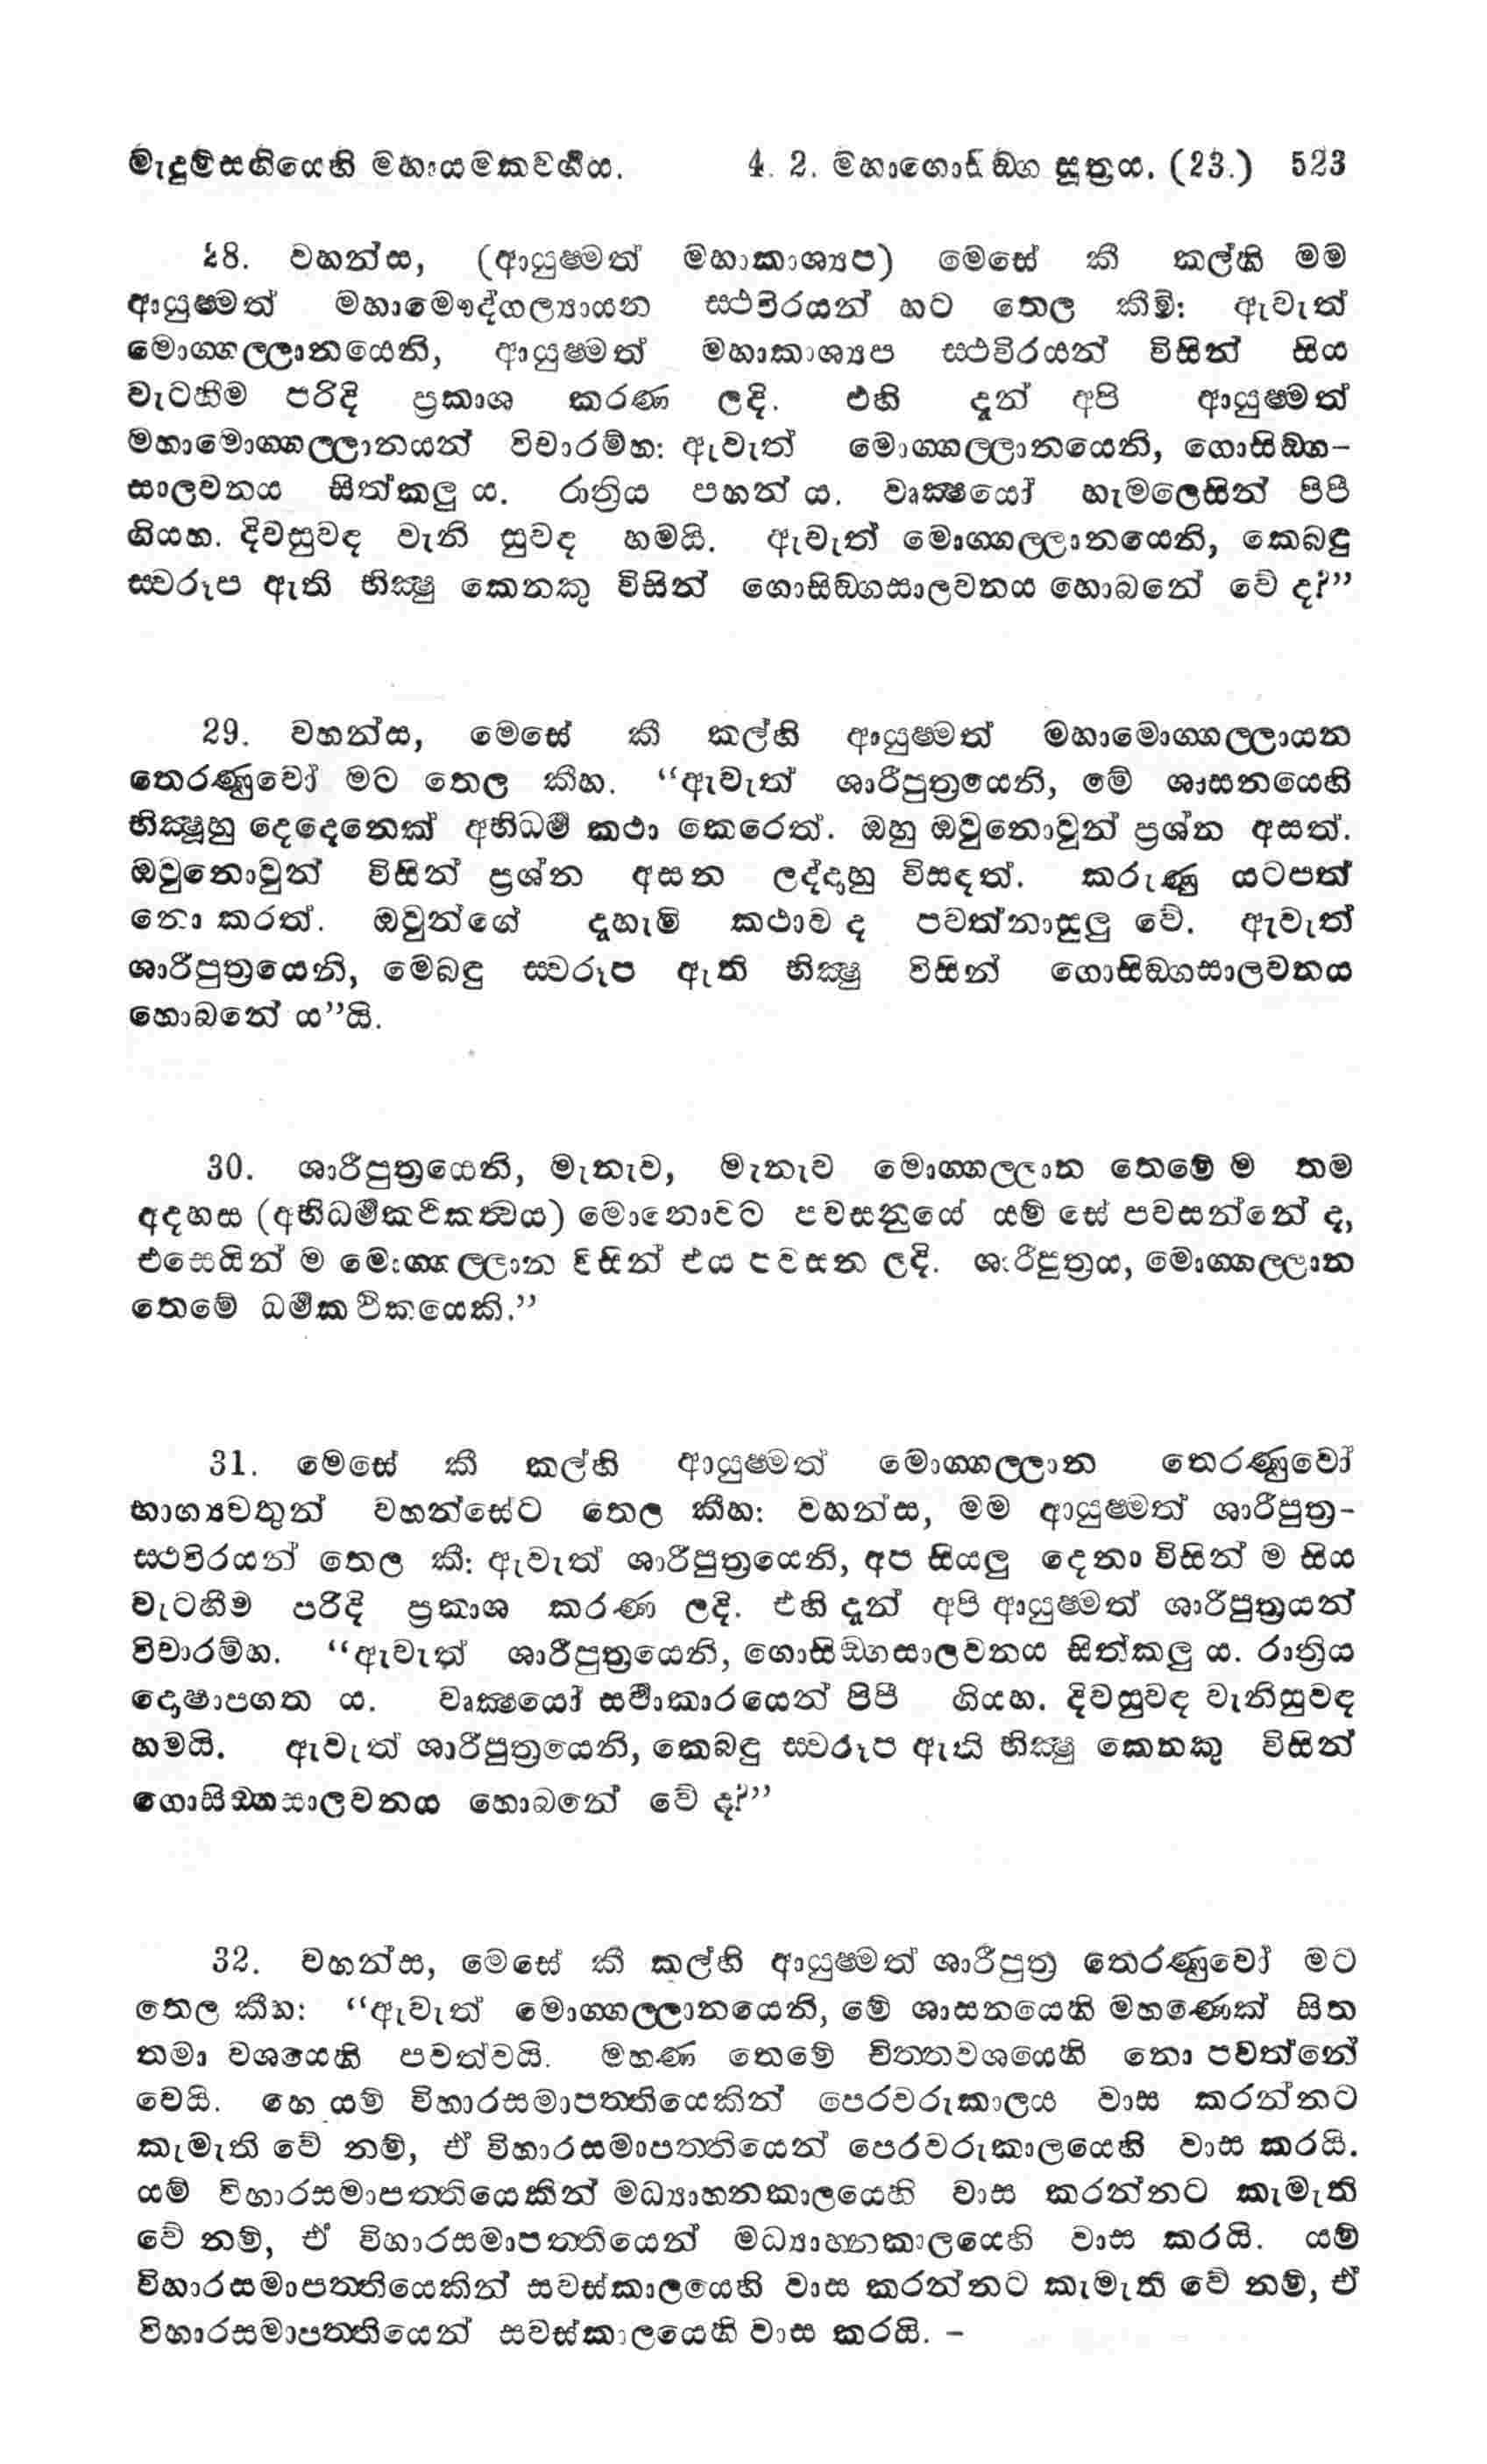 මැදුම්සඟියෙහි මහායමකවර්‍ගය. 4. 2. මහාගොසිඞ්ග සූත්‍රය. (23.) 523
28. වහන්ස, (ආයුෂ්මත් මහාකාශ්‍යප) මෙසේ කී කල්හි මම
ආයුෂ්මත් මහාමෞද්ගල්‍යායන ස්ථවිරයන් හට තෙල කීමි: ඇවැත්
මොග්ගල්ලානයෙනි, ආයුෂ්මත් මහාකාශ්‍යප ස්ථවිරයන් විසින් සිය
වැටහීම පරිදි ප්‍රකාශ කරණ ලදි. එහි දැන් අපි ආයුෂ්මත්
මහාමොග්ගල්ලානයන් විචාරම්හ: ඇවැත් මොග්ගල්ලානයෙනි, ගොසිඞ්ග-
සාලවනය සිත්කලු ය. රාත්‍රිය පහන් ය. වෘක්‍ෂයෝ හැමලෙසින් පිපී
ගියහ. දිවසුවඳ වැනි සුවඳ හමයි. ඇවැත් මොග්ගල්ලානයෙනි, කෙබඳු
ස්වරූප ඇති භික්‍ෂු කෙනකු විසින් ගොසිඞ්ගසාලවනය හොබනේ වේ ද?”
29. වහන්ස, මෙසේ කී කල්හි ආයුෂ්මත් මහාමොග්ගල්ලායන
තෙරණුවෝ මට තෙල කීහ. “ඇවැත් ශාරීපුත්‍රයෙනි, මේ ශාසනයෙහි
භික්‍ෂූහු දෙදෙනෙක් අභිධර්‍ම කථා කෙරෙත්. ඔහු ඔවුනොවුන් ප්‍රශ්න අසත්.
ඔවුනොවුන් විසින් ප්‍රශ්න අසන ලද්දාහු විසඳත්. කරුණු යටපත්
නො කරත්. ඔවුන්ගේ දැහැමි කථාව ද පවත්නාසුලු වේ. ඇවැත්
ශාරීපුත්‍රයෙනි, මෙබඳු ස්වරූප ඇති භික්‍ෂු විසින් ගොසිඞ්ගසාලවනය
හොබනේ ය”යි.
30. ශාරීපුත්‍රයෙනි, මැනැව, මැනැව මොග්ගල්ලාන තෙමේ ම තම
අදහස (අභිධර්‍මකථිකත්‍වය) මොනොවට පවසනුයේ යම් සේ පවසන්නේ ද,
එසෙයින් ම මොග්ගල්ලාන විසින් එය පවසන ලදි. ශාරීපුත්‍රය, මොග්ගල්ලාන
තෙමේ ධර්‍මකථිකයෙකි.”
31. මෙසේ කී කල්හි ආයුෂ්මත් මොග්ගල්ලාන තෙරණුවෝ
භාග්‍යවතුන් වහන්සේට තෙල කීහ: වහන්ස, මම ආයුෂ්මත් ශාරීපුත්‍ර-
ස්ථවිරයන් තෙල කී: ඇවැත් ශාරීපුත්‍රයෙනි, අප සියලු දෙනා විසින් ම සිය
වැටහීම පරිදි ප්‍රකාශ කරණ ලදි. එහි දැන් අපි ආයුෂ්මත් ශාරීපුත්‍රයන්
විචාරම්හ. “ඇවැත් ශාරීපුත්‍රයෙනි, ගොසිඞ්ගසාලවනය සිත්කලු ය. රාත්‍රිය
දොෂාපගත ය. වෘක්‍ෂයෝ සර්‍වාකාරයෙන් පිපී ගියහ. දිවසුවඳ වැනිසුවඳ
හමයි. ඇවැත් ශාරීපුත්‍රයෙනි, කෙබඳු ස්වරූප ඇති භික්‍ෂු කෙනකු විසින්
ගොසිඞ්ගසාලවනය හොබනේ වේ ද?”
32. වහන්ස, මෙසේ කී කල්හි ආයුෂ්මත් ශාරීපුත්‍ර තෙරණුවෝ මට
තෙල කීහ: “ඇවැත් මොග්ගල්ලානයෙනි, මේ ශාසනයෙහි මහණෙක් සිත
තමා වශයෙහි පවත්වයි. මහණ තෙමේ චිත්තවශයෙහි නො පවත්නේ
වෙයි. හෙ යම් විහාරසමාපත්තියෙකින් පෙරවරුකාලය වාස කරන්නට
කැමැති වේ නම්, ඒ විහාරසමාපත්තියෙන් පෙරවරුකාලයෙහි වාස කරයි.
යම් විහාරසමාපත්තියෙකින් මධ්‍යාහනකාලයෙහි වාස කරන්නට කැමැති
වේ නම්, ඒ විහාරසමාපත්තියෙන් මධ්‍යාහ්නකාලයෙහි වාස කරයි. යම්
විහාරසමාපත්තියෙකින් සවස්කාලයෙහි වාස කරන්නට කැමැති වේ නම්, ඒ
විහාරසමාපත්තියෙන් සවස්කාලයෙහි වාස කරයි. –